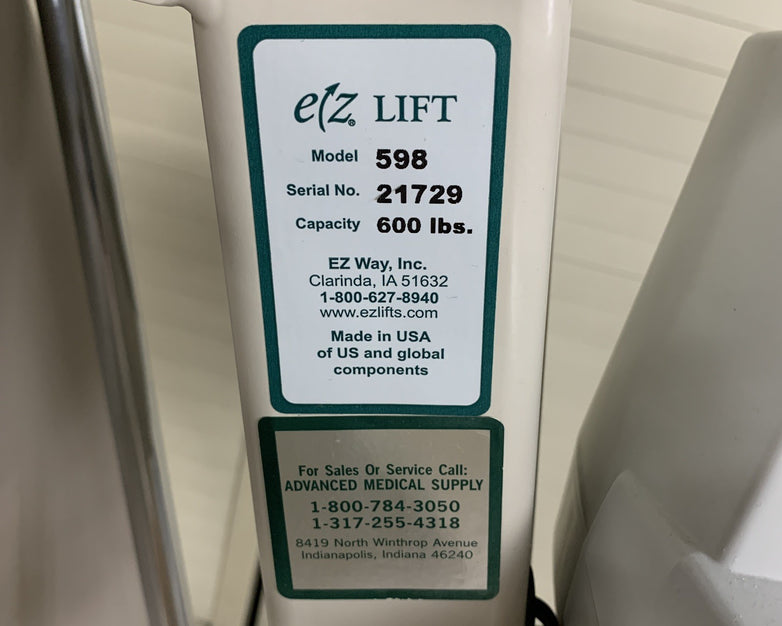 ez® LIFT
Model 598
Serial No. 21729
Capacity 600 lbs.
EZ Way, Inc.
Clarinda, IA 51632
1-800-627-8940
www.ezlifts.com
Made in USA
of US and global
components
For Sales Or Service Call:
ADVANCED MEDICAL SUPPLY
1-800-784-3050
1-317-255-4318
8419 North Winthrop Avenue
Indianapolis, Indiana 46240